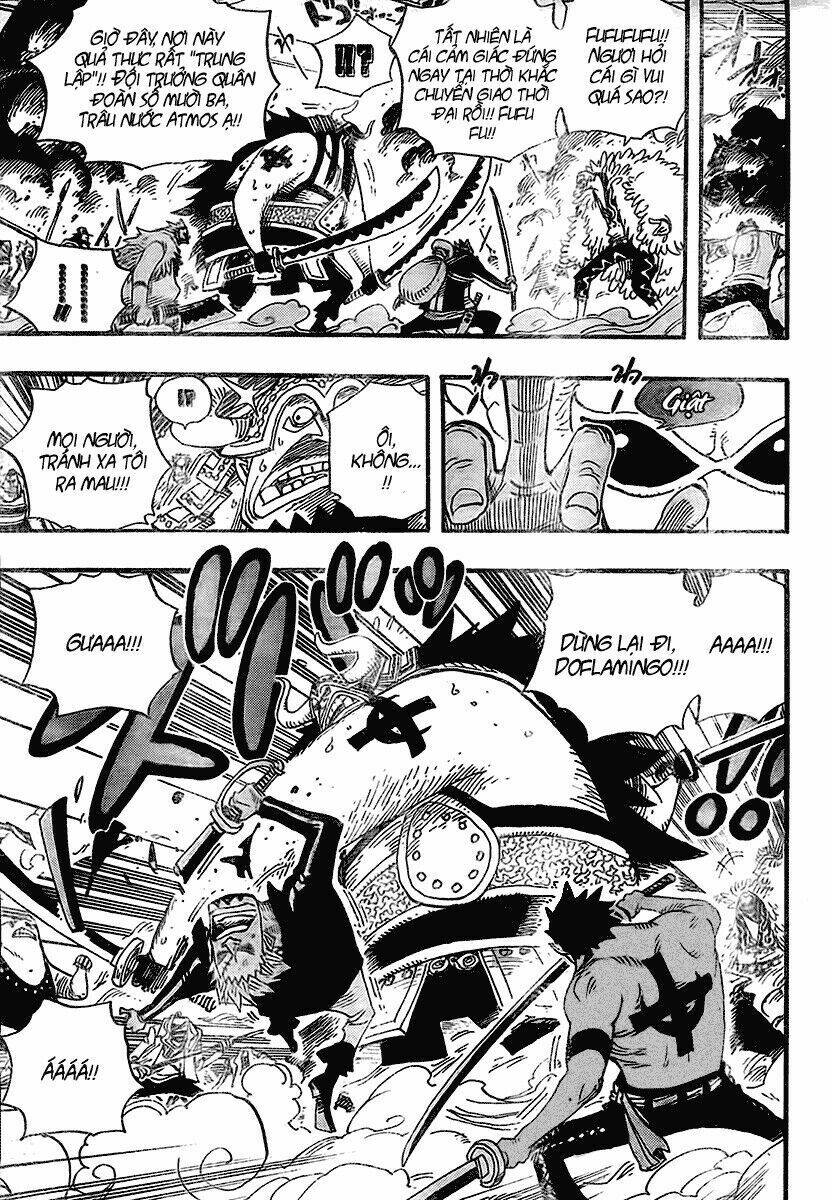 FUFUFUFU!!
NGƯƠI HỎI
CÁI GÌ VUI
QUÁ SAO?!
TẤT NHIÊN LÀ
CÁI CẢM GIÁC ĐỨNG
NGAY TẠI THỜI KHẮC
CHUYỂN GIAO THỜI
ĐẠI RỒI!! FUFU
FU!!
!!?
GIỜ ĐÂY, NƠI NÀY
QUẢ THỰC RẤT "TRUNG
LẬP"!! ĐỘI TRƯỞNG QUÂN
ĐOÀN SỐ MƯỜI BA,
TRÂU NƯỚC ATMOS Ạ!!
Giật
ÔI,
KHÔNG...
!!
!?
MỌI NGƯỜI,
TRÁNH XA TÔI
RA MAU!!!
AAAA!!!
DỪNG LẠI ĐI,
DOFLAMINGO!!!
GƯAAA!!!
ÁÁÁÁ!!